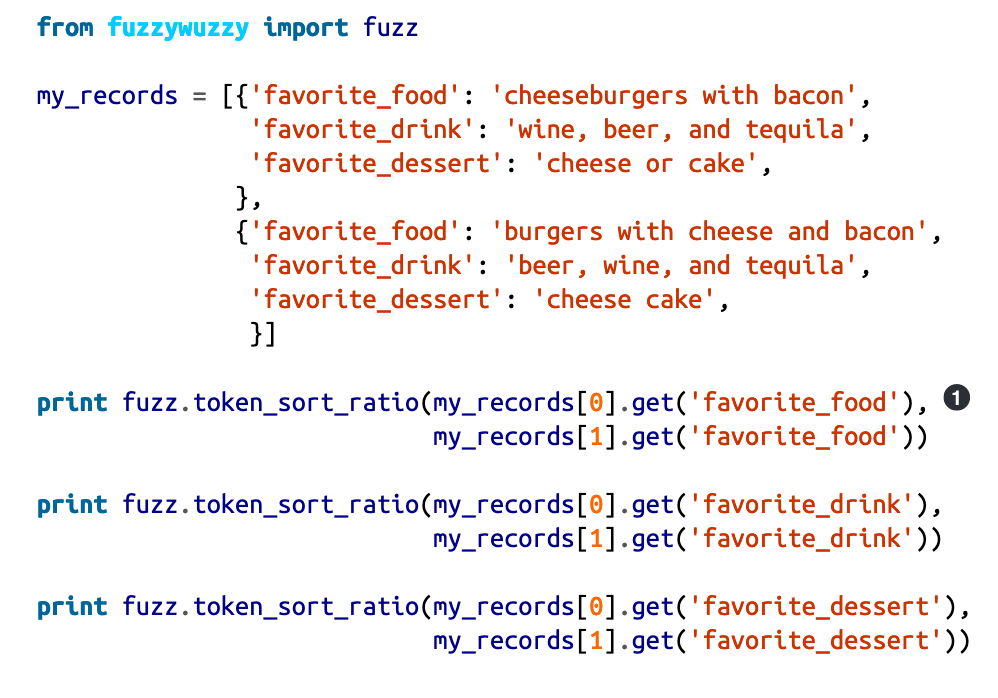 from fuzzywuzzy import fuzz
my_records = [{'favorite_food': 'cheeseburgers with bacon',
'favorite_drink': 'wine, beer, and tequila',
'favorite_dessert': 'cheese or cake',
},
{'favorite_food': 'burgers with cheese and bacon',
'favorite_drink': 'beer, wine, and tequila',
'favorite_dessert': 'cheese cake',
}]
print fuzz.token_sort_ratio(my_records[0].get('favorite_food'), 1
my_records[1].get('favorite_food'))
print fuzz.token_sort_ratio(my_records[0].get('favorite_drink'),
my_records[1].get('favorite_drink'))
print fuzz.token_sort_ratio(my_records[0].get('favorite_dessert'),
my_records[1].get('favorite_dessert'))